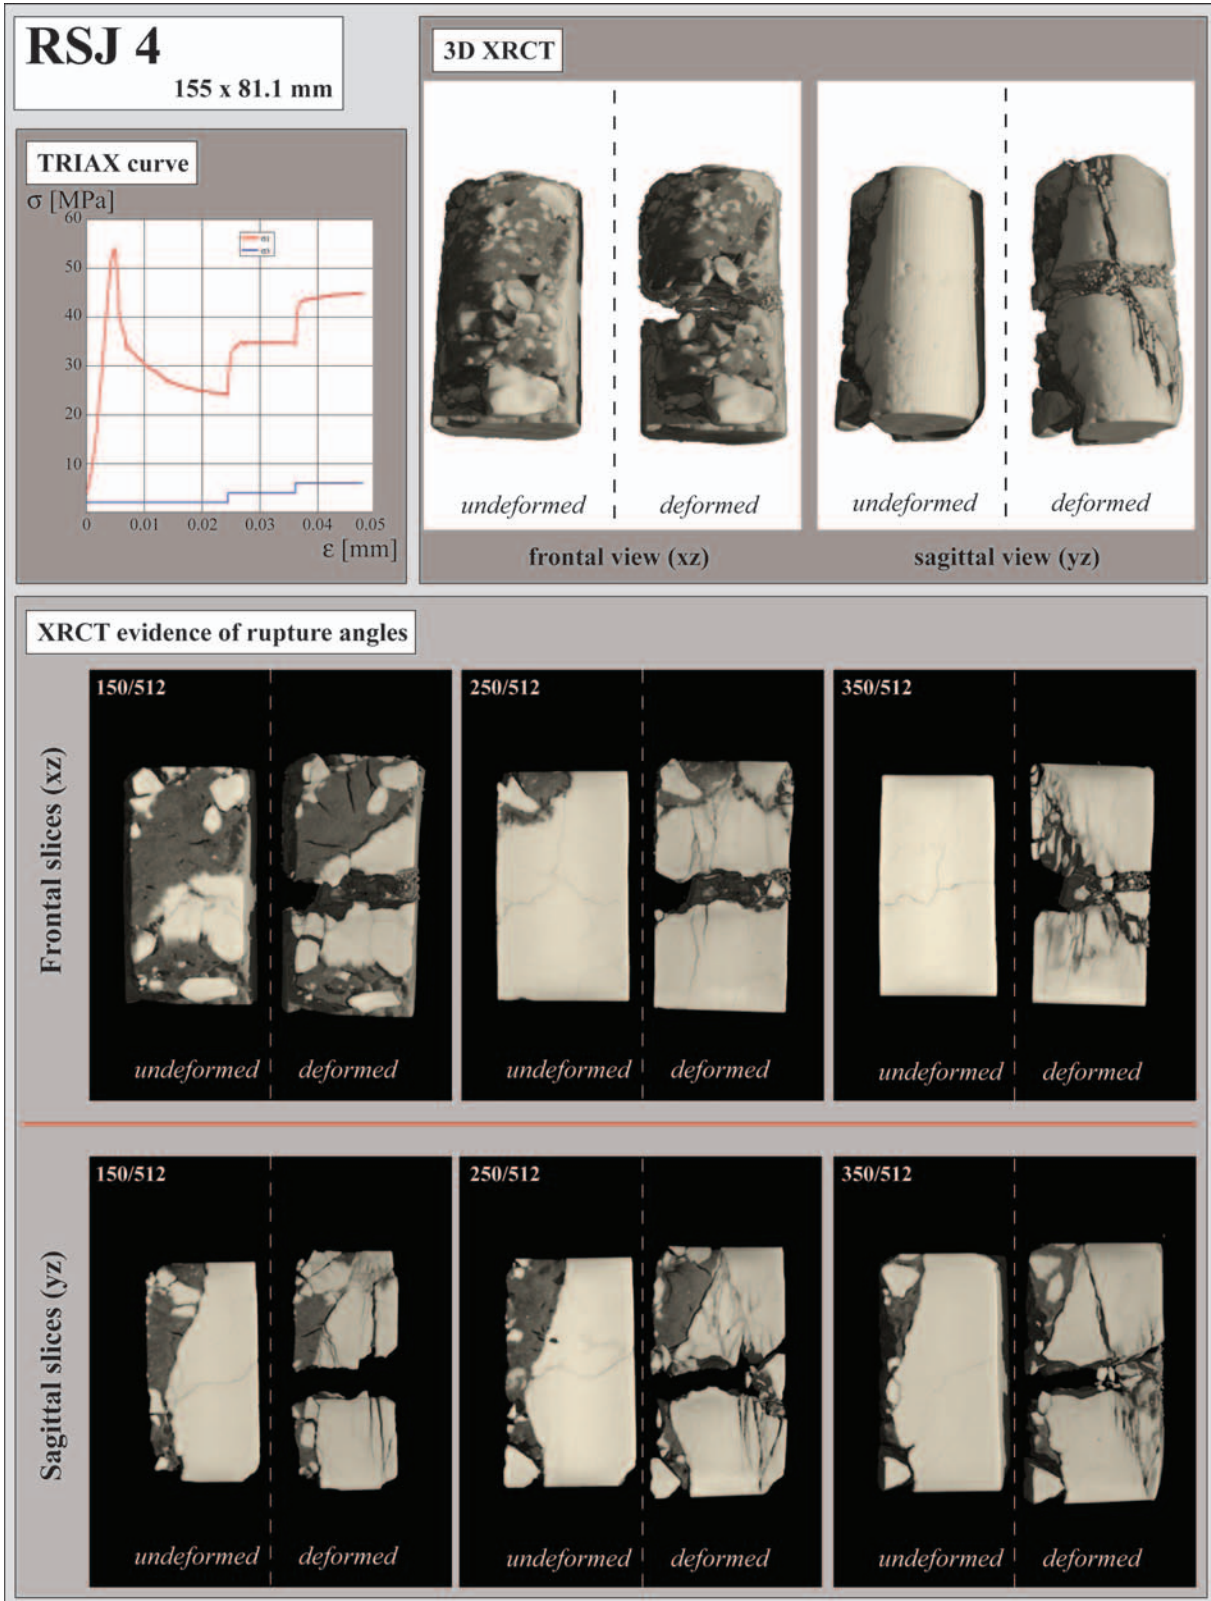 RSJ 4
155 x 81.1 mm
3D XRCT
TRIAX curve
σ [MPa]
60
50
40
30
20
10
0 0.01 0.02 0.03 0.04 0.05
ε [mm]
undeformed deformed
undeformed deformed
frontal view (xz) sagittal view (yz)
XRCT evidence of rupture angles
Frontal slices (xz)
150/512 250/512 350/512
undeformed deformed
undeformed deformed
undeformed deformed
Sagittal slices (yz)
150/512 250/512 350/512
undeformed deformed
undeformed deformed
undeformed deformed